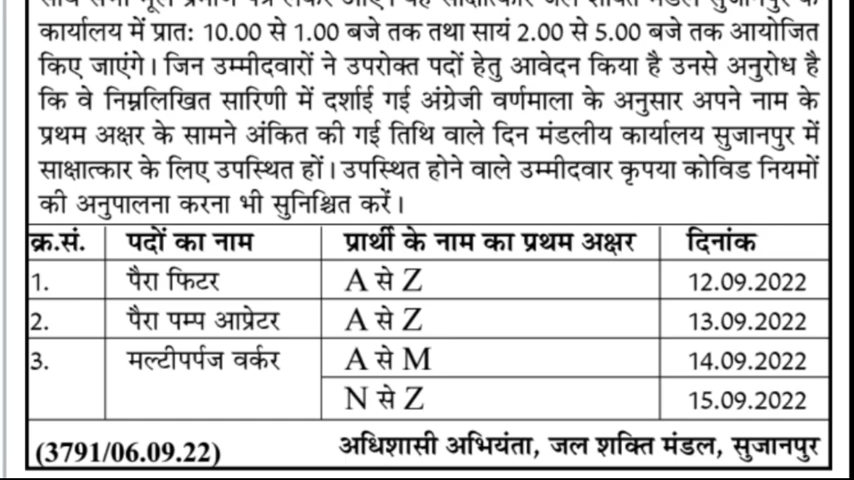 कार्यालय में प्रात: 10.00 से 1.00 बजे तक तथा सायं 2.00 से 5.00 बजे तक आयोजित
किए जाएंगे। जिन उम्मीदवारों ने उपरोक्त पदों हेतु आवेदन किया है उनसे अनुरोध है
कि वे निम्नलिखित सारिणी में दर्शाई गई अंग्रेजी वर्णमाला के अनुसार अपने नाम के
प्रथम अक्षर के सामने अंकित की गई तिथि वाले दिन मंडलीय कार्यालय सुजानपुर में
साक्षात्कार के लिए उपस्थित हों। उपस्थित होने वाले उम्मीदवार कृपया कोविड नियमों
की अनुपालना करना भी सुनिश्चित करें।
क्र.सं. पदों का नाम प्रार्थी के नाम का प्रथम अक्षर दिनांक
1. पैरा फिटर A से Z 12.09.2022
2. पैरा पम्प आप्रेटर A से Z 13.09.2022
3. मल्टीपर्पज वर्कर A से M 14.09.2022
N से Z 15.09.2022
(3791/06.09.22) अधिशासी अभियंता, जल शक्ति मंडल, सुजानपुर